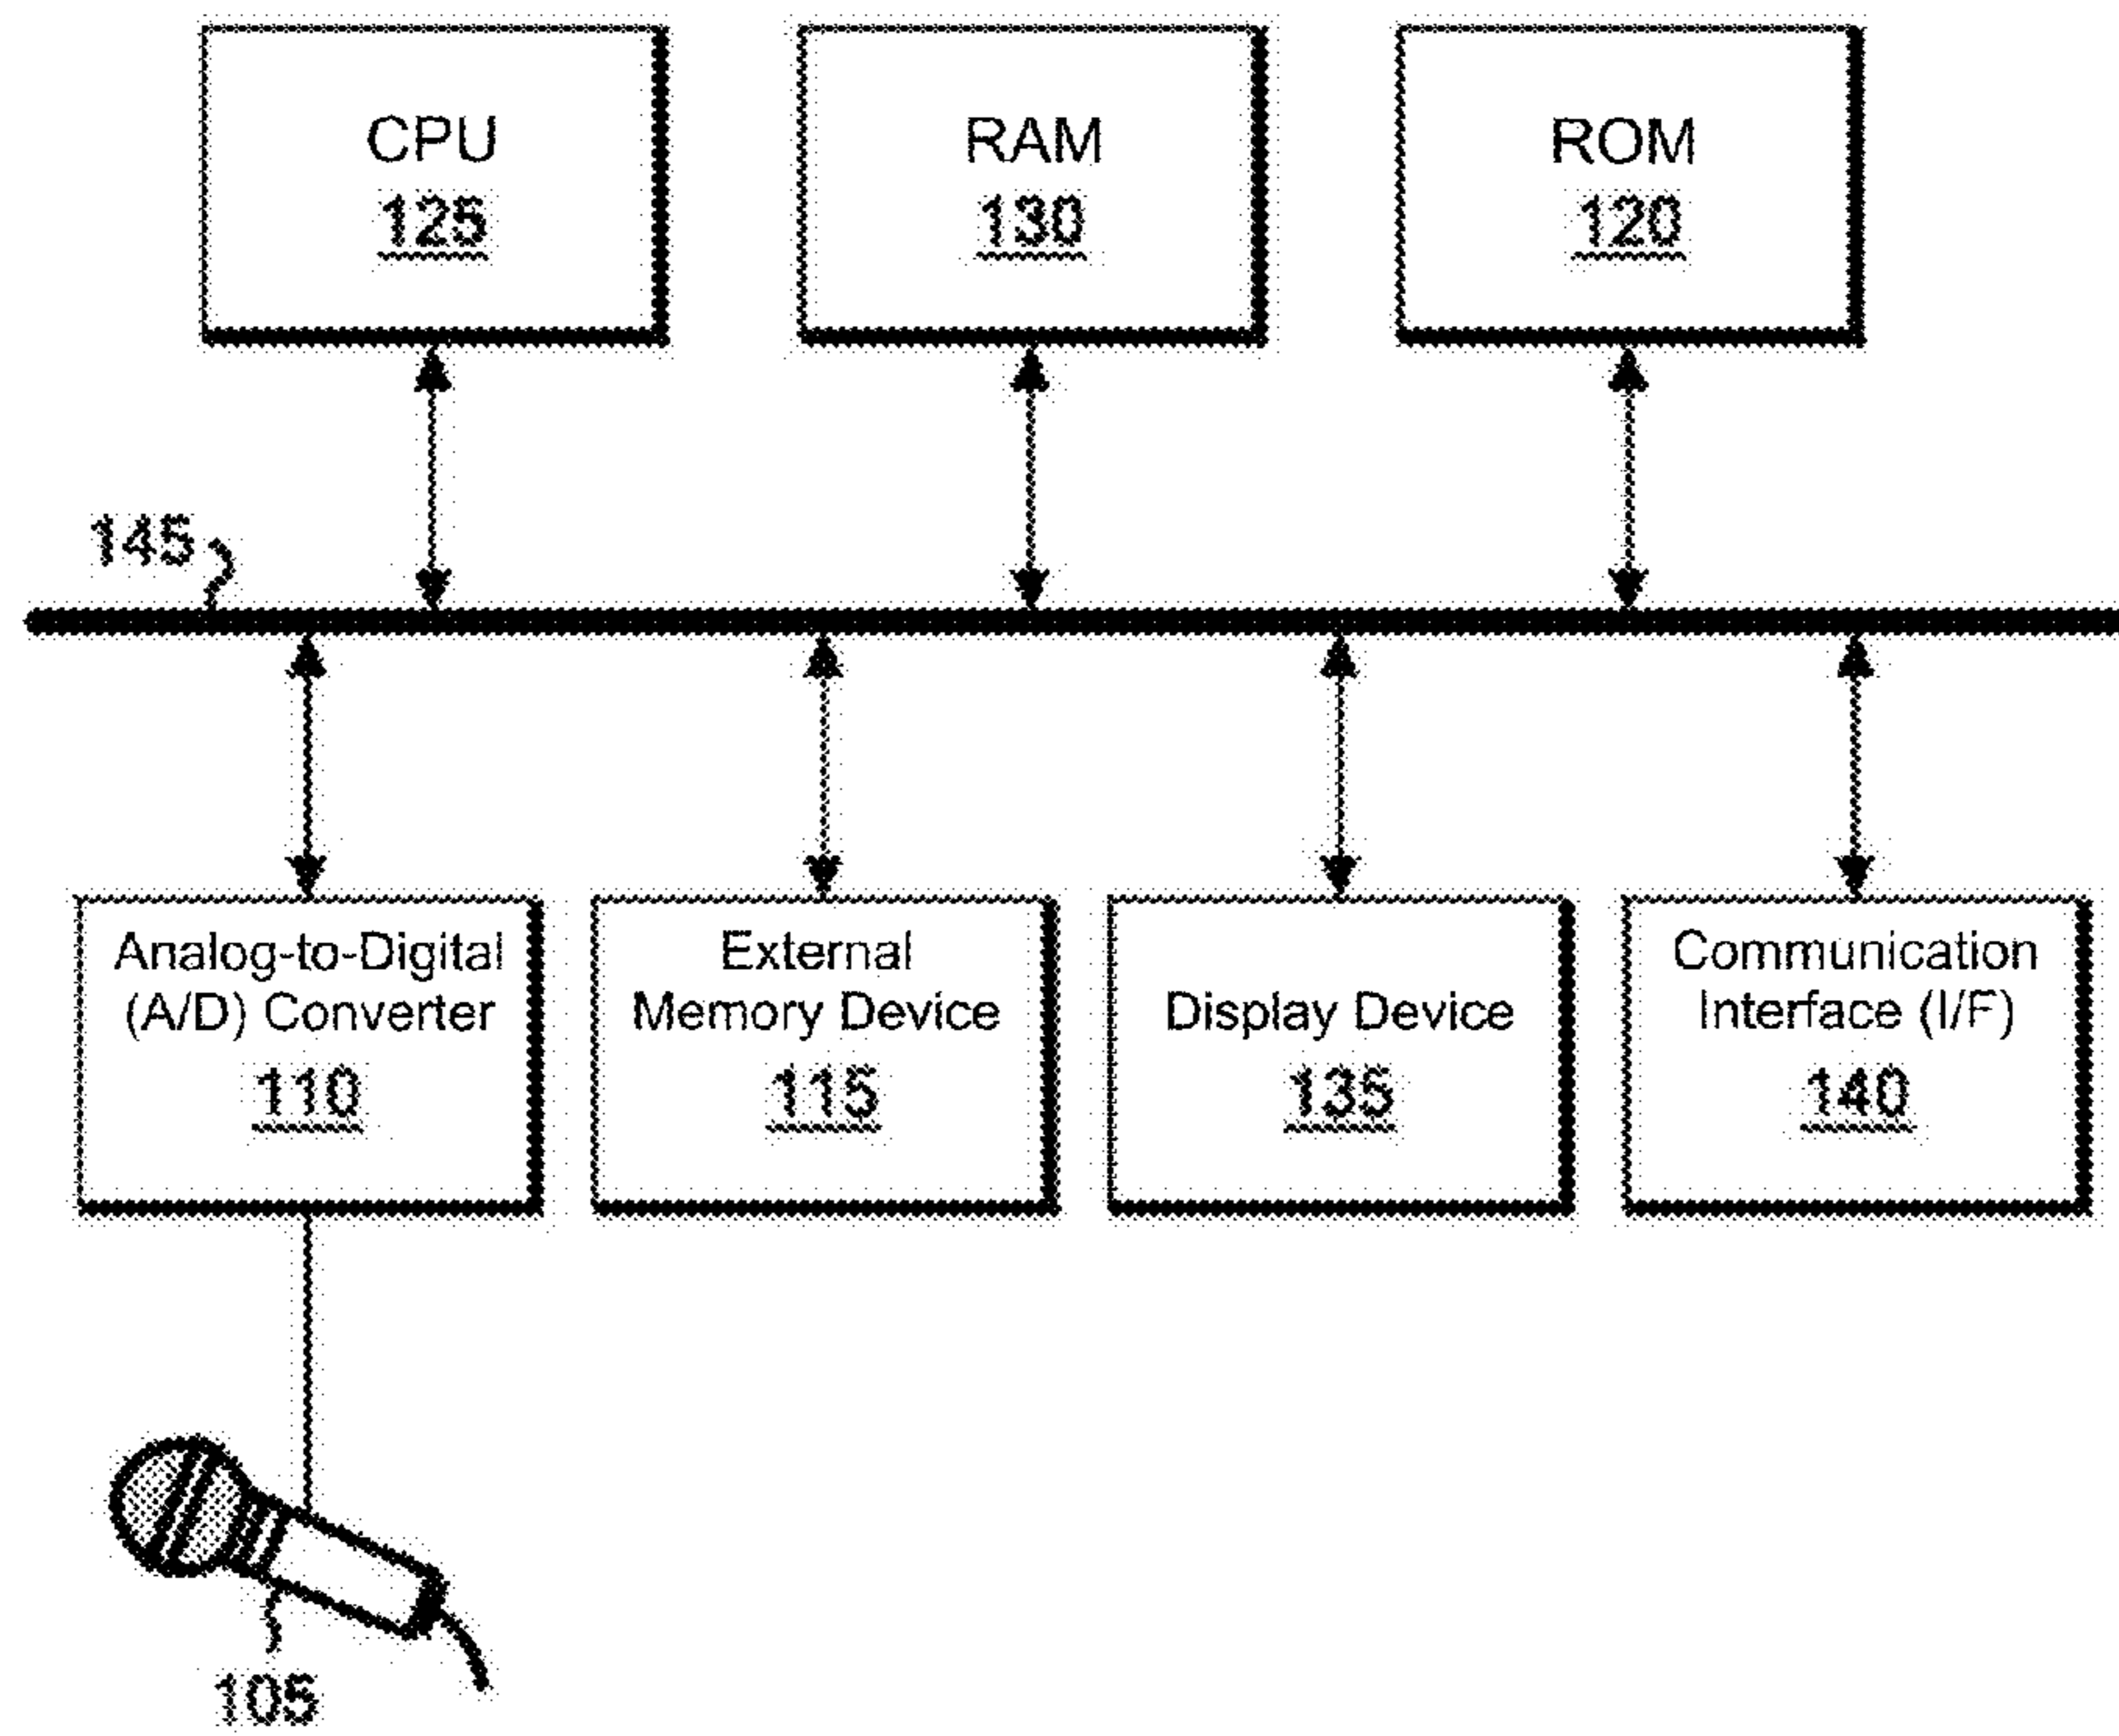 CPU
125
RAM
130
ROM
120
145
Analog-to-Digital
(A/D) Converter
110
External
Memory Device
115
Display Device
135
Communication
Interface (I/F)
140
105